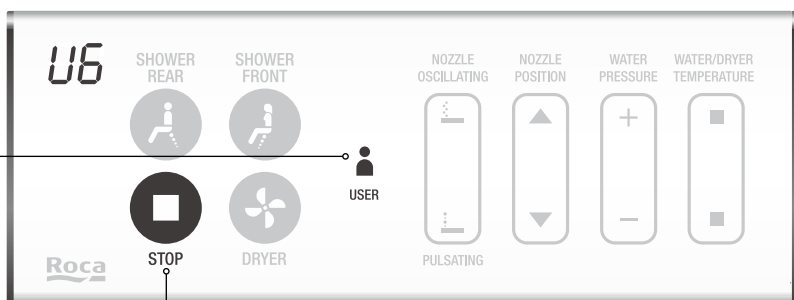 U6
SHOWER
REAR
SHOWER
FRONT
NOZZLE
OSCILLATING
NOZZLE
POSITION
WATER
PRESSURE
WATER/DRYER
TEMPERATURE
USER
STOP
DRYER
PULSATING
Roca